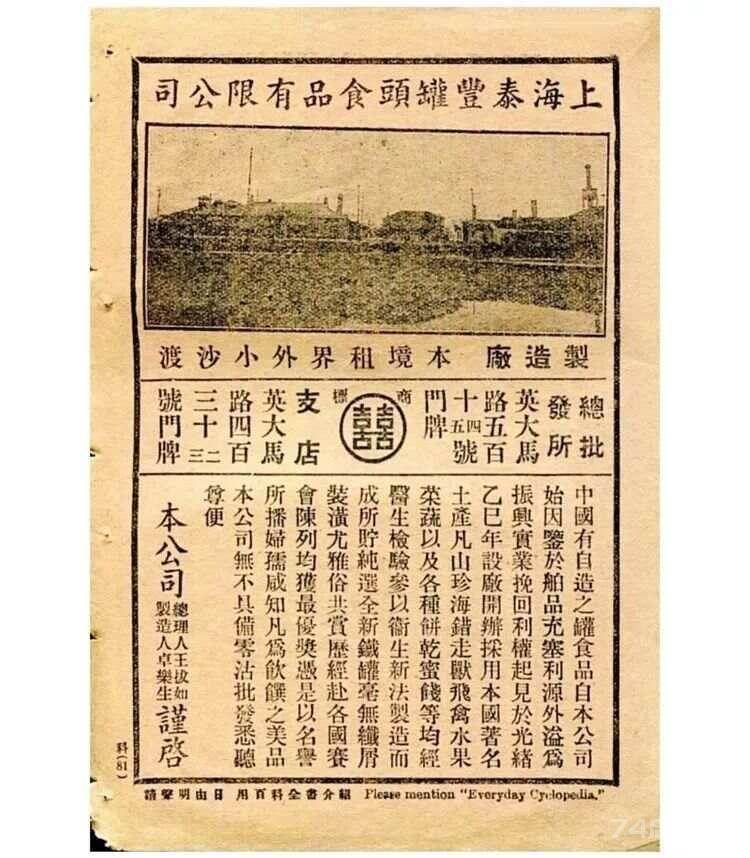 上海泰豐罐頭食品有限公司
製造廠 本境租界外小沙渡
總批
發所
英大馬
路五百
十四五號
門牌
商標
囍
支店
英大馬
路四百
三十二三
號門牌
中國有自造之罐食品自本公司
始因鑒於舶品充塞利源外溢爲
振興實業挽回利權起見於光緒
乙巳年設廠開辦採用本國著名
土產凡山珍海錯走獸飛禽水果
菜蔬以及各種餅乾蜜餞等均經
醫生檢驗參以衞生新法製造而
成所貯純選全新鐵罐毫無纖屑
裝潢尤雅俗共賞歷經赴各國賽
會陳列均獲最優獎憑是以名譽
所播婦孺咸知凡爲飲饌之美品
本公司無不具備零沽批發悉聽
尊便
本公司 總理人王拔如 製造人卓樂生 謹啓
科(81)
請聲明由日用百科全書介紹 Please mention "Everyday Cyclopedia."